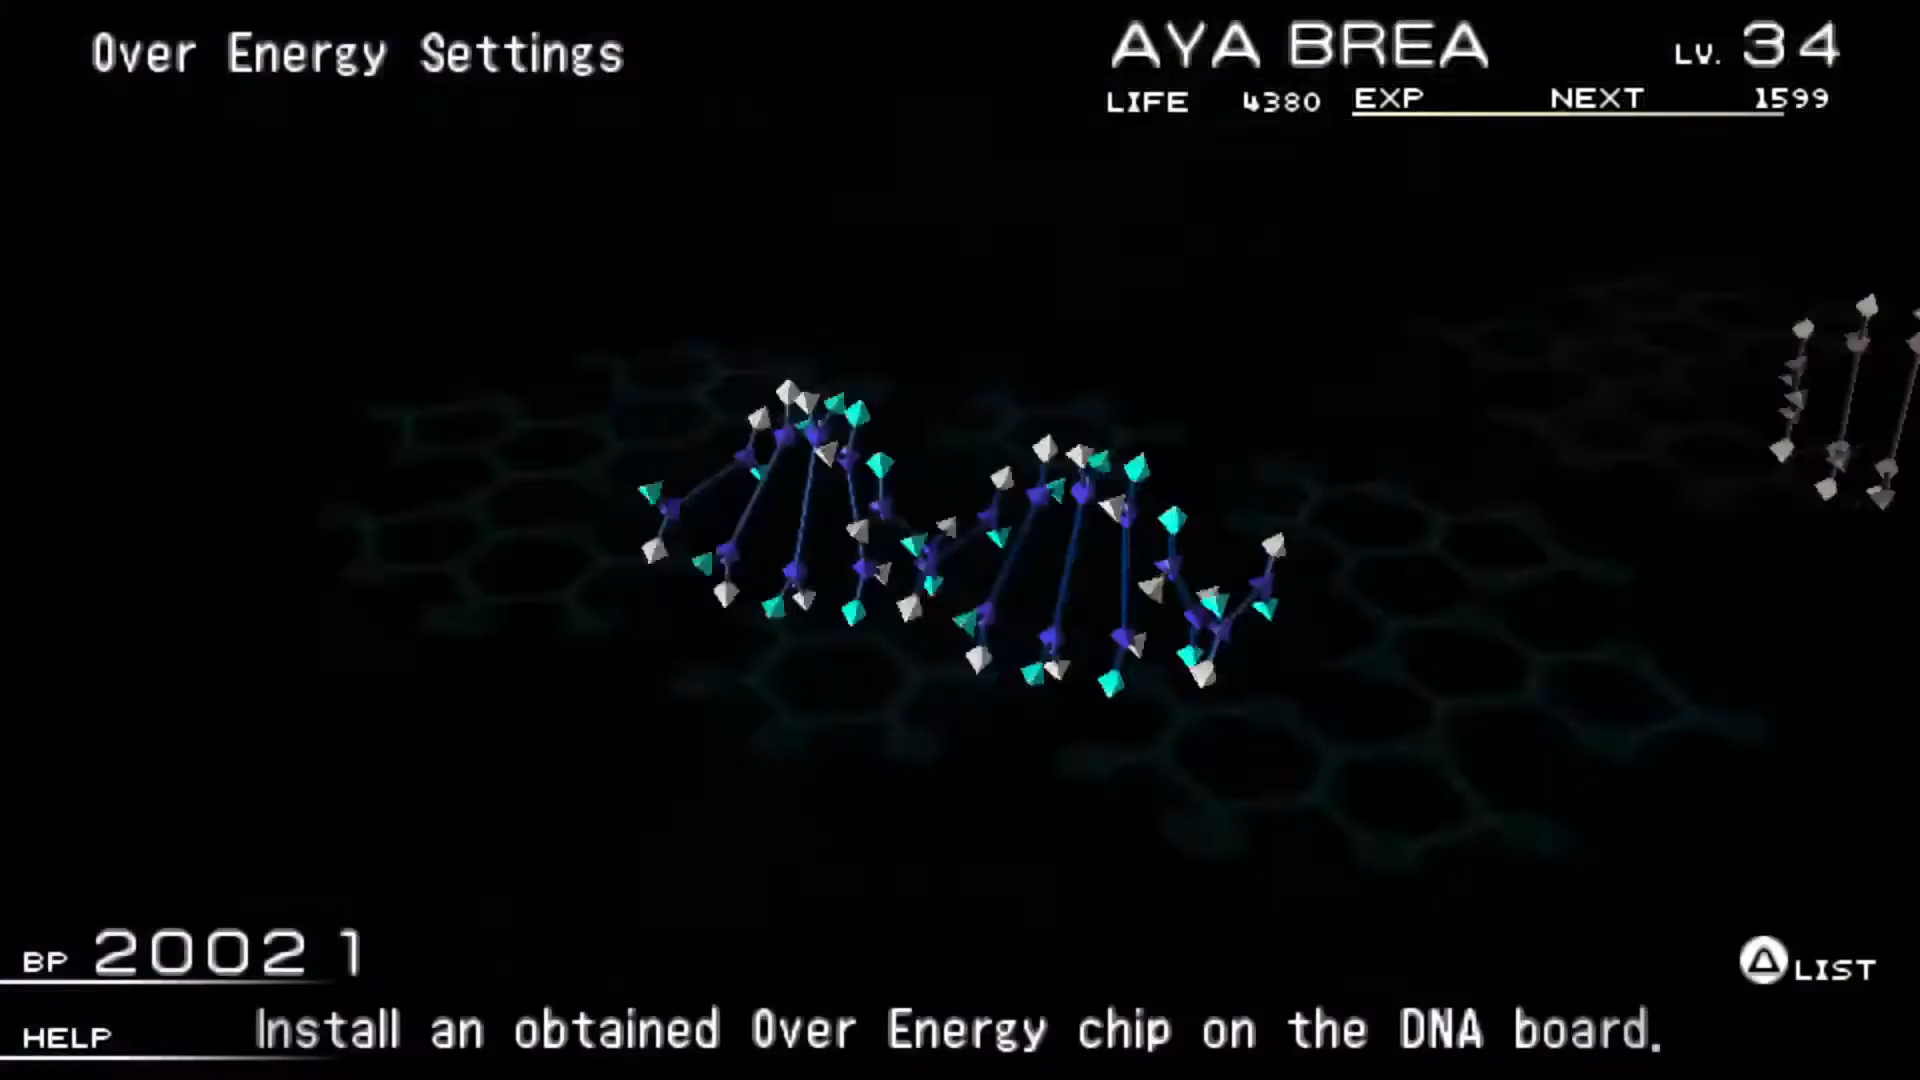 Over Energy Settings
AYA BREA LV. 34
LIFE 4380 EXP NEXT 1599
BP 20021
LIST
HELP Install an obtained Over Energy chip on the DNA board.